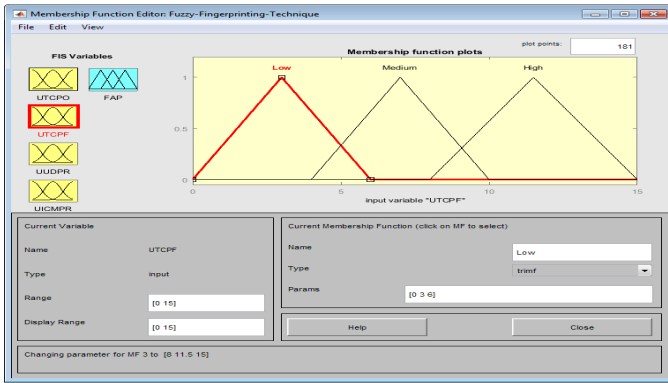 Membership Function Editor: Fuzzy-Fingerprinting-Technique
File Edit View
FIS Variables
UTCPO
FAP
UTCPF
UUDPR
UICMPR
Membership function plots
plot points:
181
Low
Medium
High
1
0.5
0
0
5
10
15
input variable "UTCPF"
Current Variable
Name
UTCPF
Type
input
Range
[0 15]
Display Range
[0 15]
Current Membership Function (click on MF to select)
Name
Low
Type
trimf
Params
[0 3 6]
Help
Close
Changing parameter for MF 3 to [8 11.5 15]